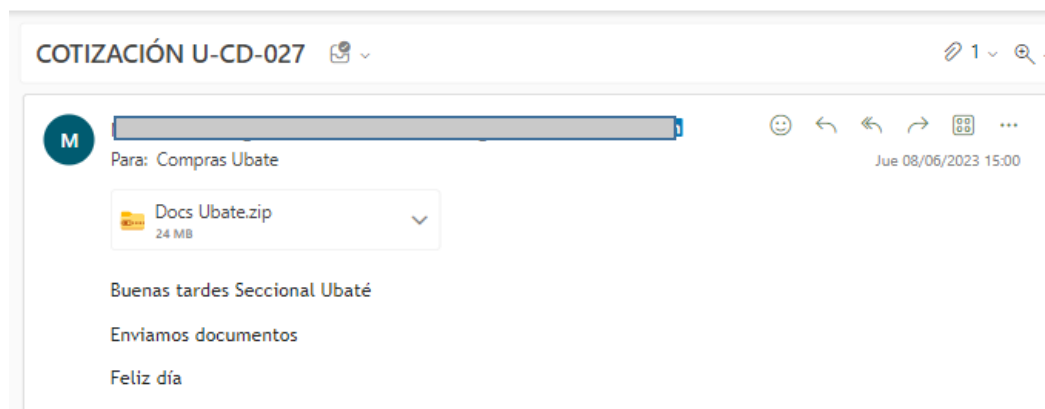 COTIZACIÓN U-CD-027
1
M
Para: Compras Ubate
Jue 08/06/2023 15:00
Docs Ubate.zip
24 MB
Buenas tardes Seccional Ubaté
Enviamos documentos
Feliz día